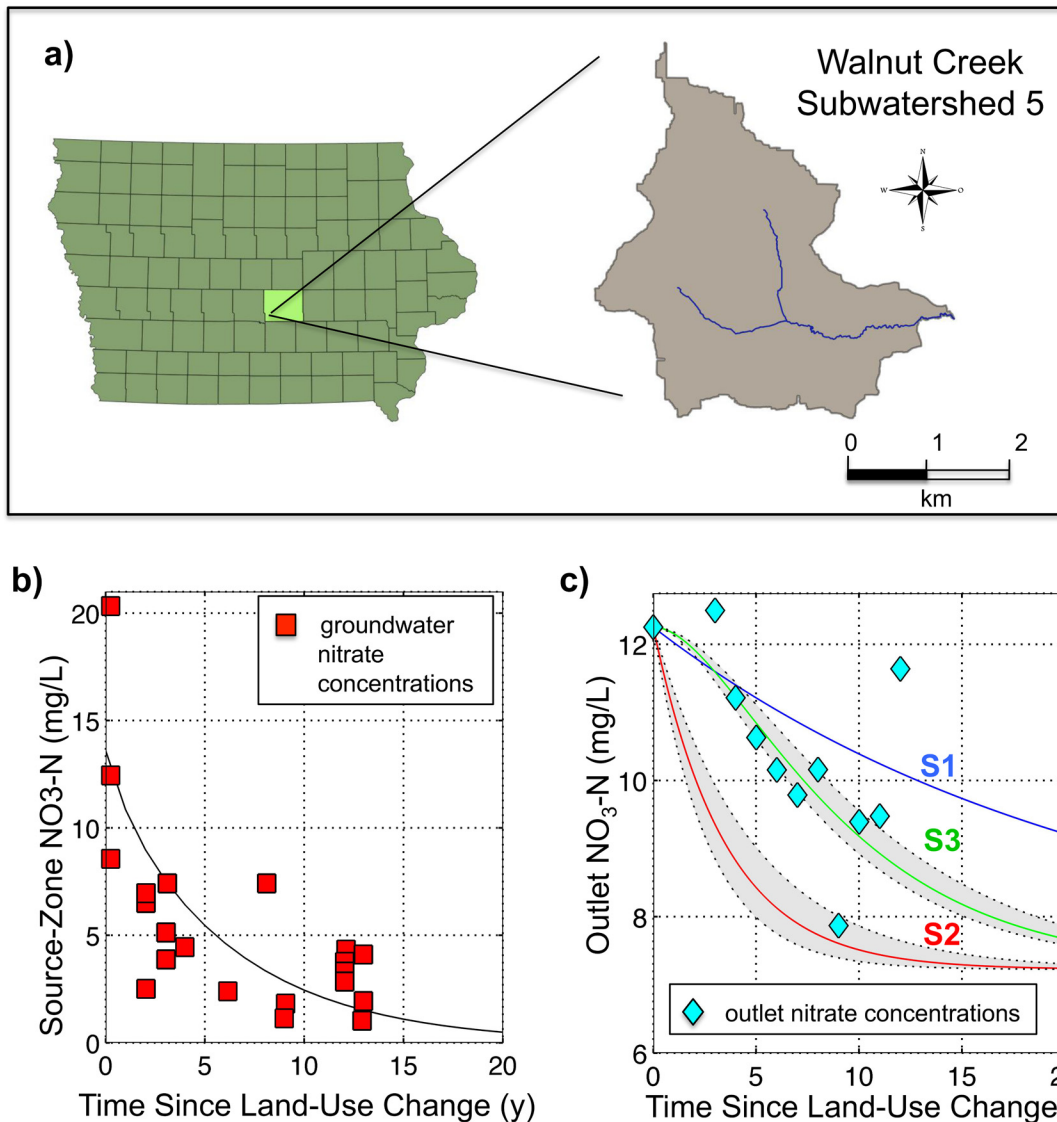 a)
Walnut Creek
Subwatershed 5
N
W
O
S
0 1 2
km
b)
20
15
10
5
0
0 5 10 15 20
Source-Zone NO3-N (mg/L)
Time Since Land-Use Change (y)
groundwater
nitrate
concentrations
c)
12
10
8
6
0 5 10 15 2
Outlet NO₃-N (mg/L)
Time Since Land-Use Change
S1
S3
S2
outlet nitrate concentrations